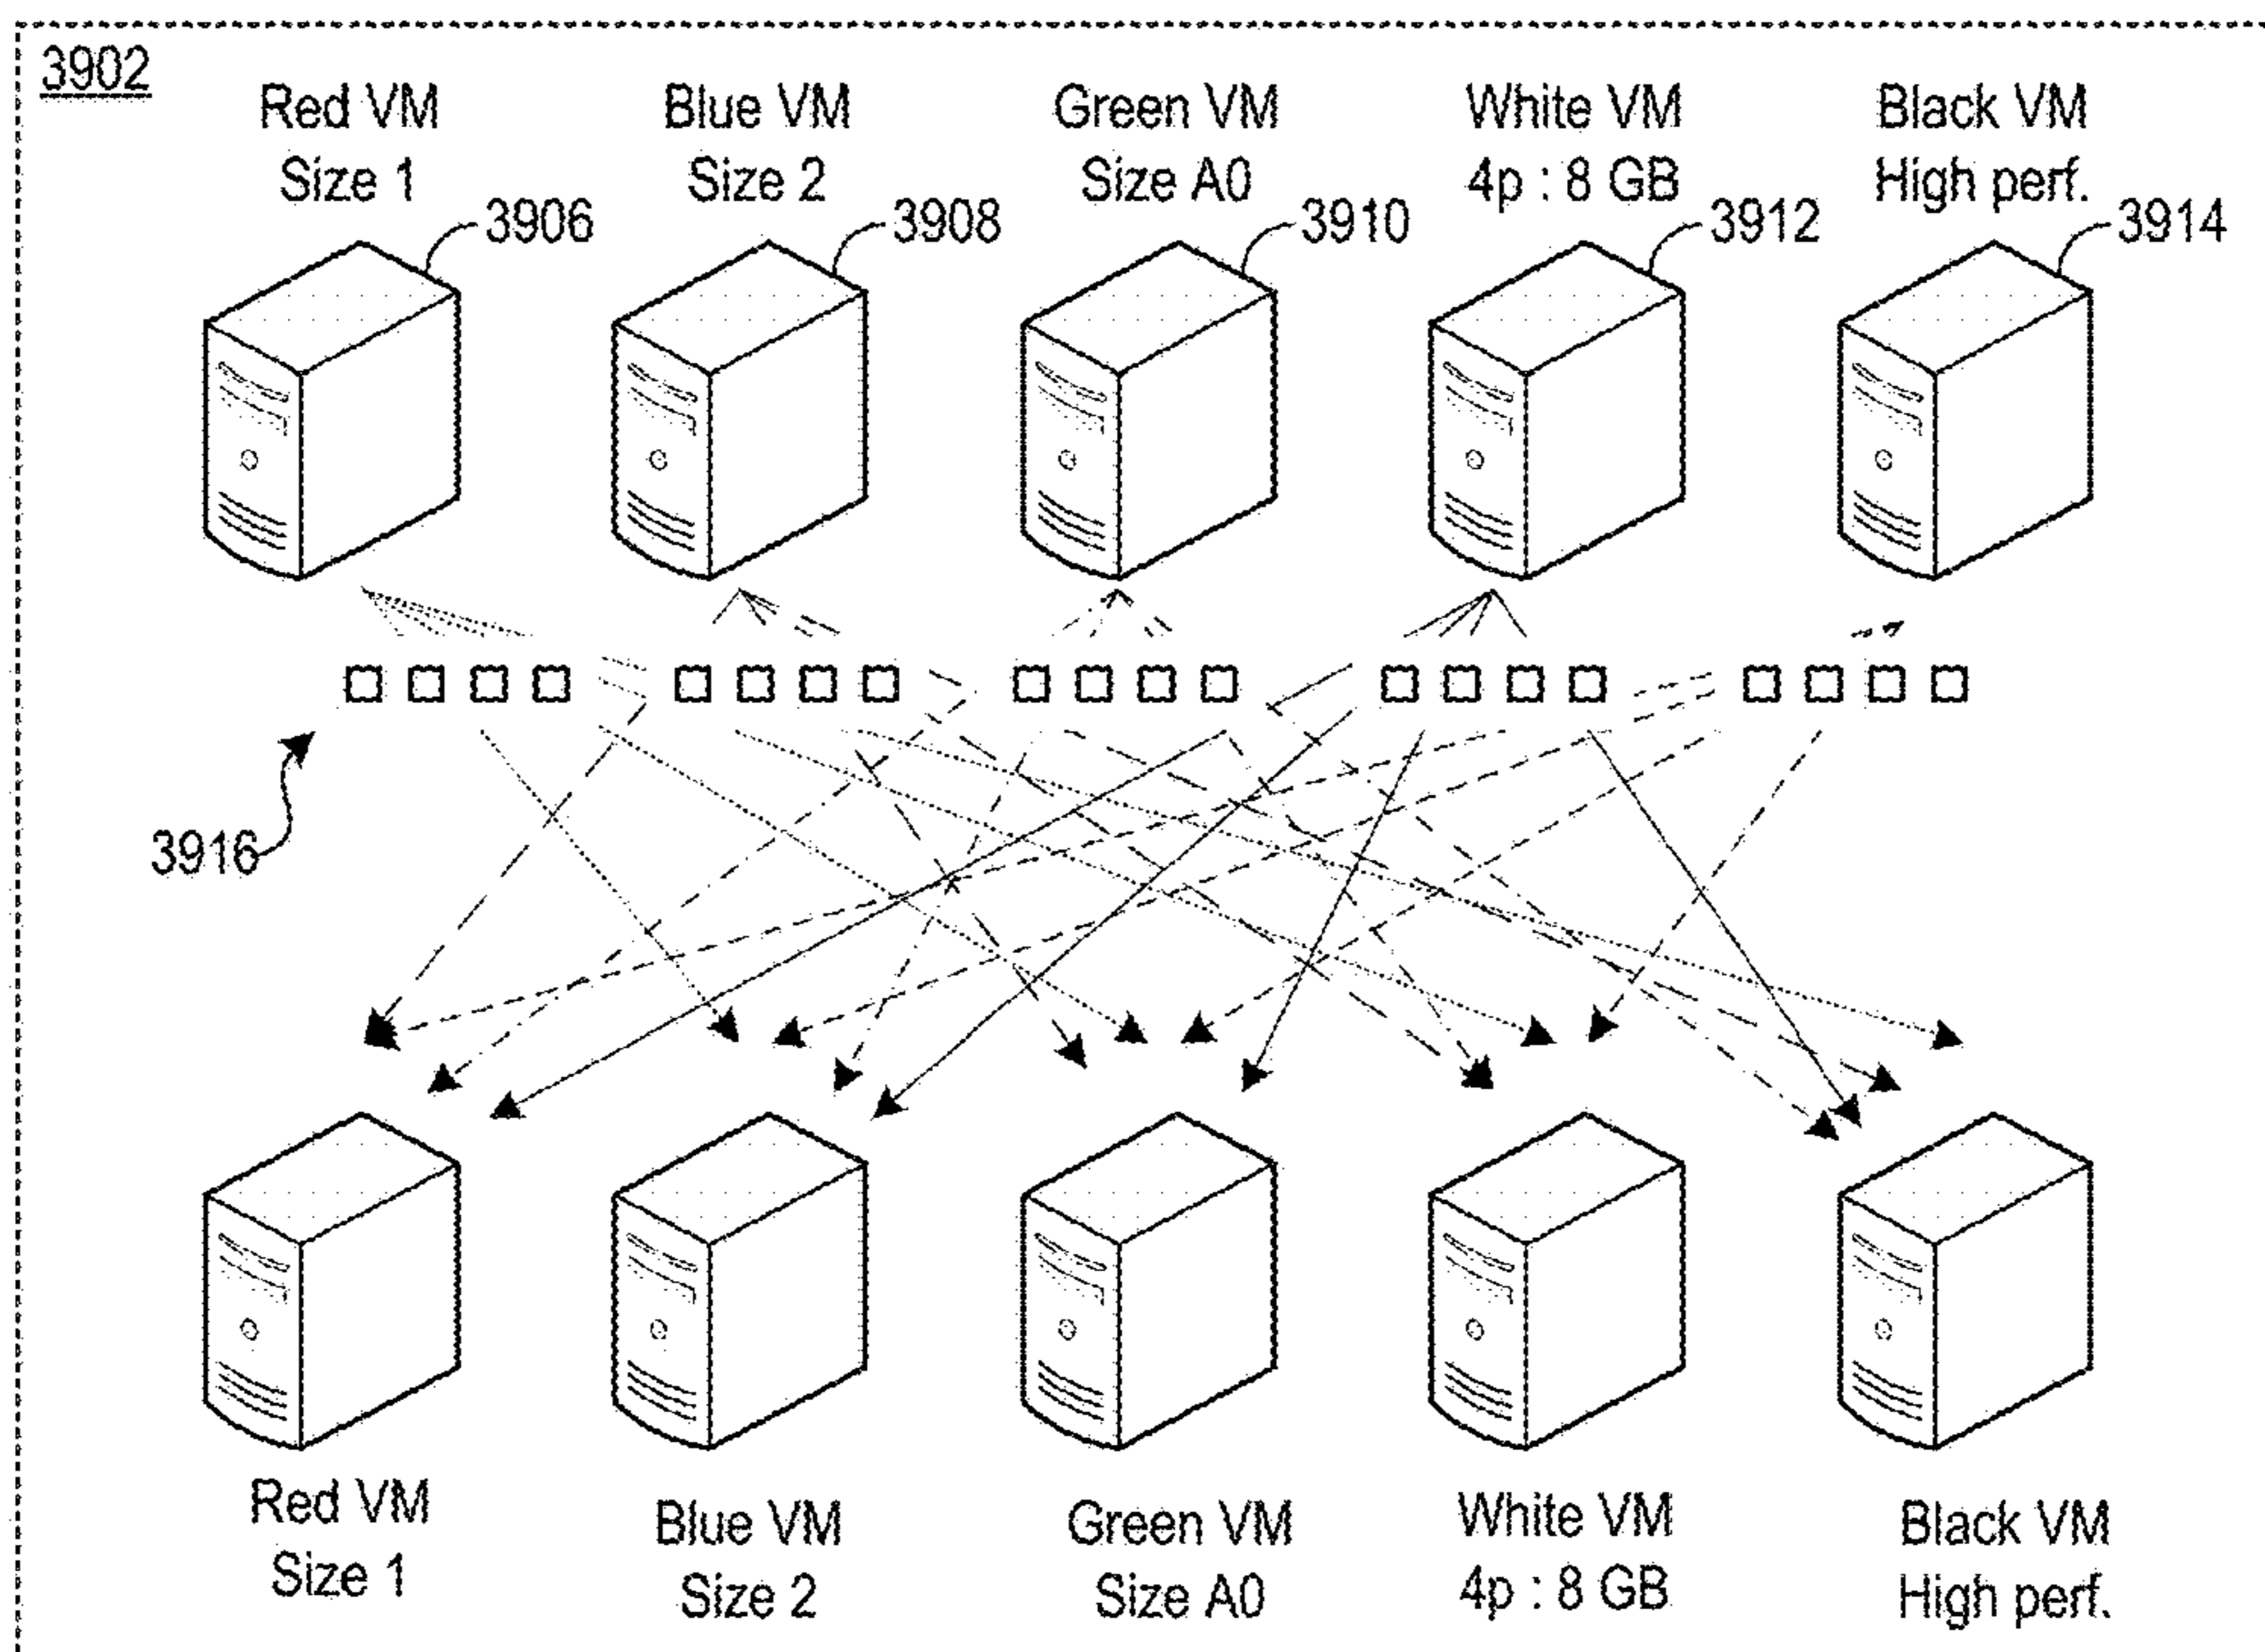 3902
Red VM
Size 1
Blue VM
Size 2
Green VM
Size A0
White VM
4p : 8 GB
Black VM
High perf.
3906
3908
3910
3912
3914
3916
Red VM
Size 1
Blue VM
Size 2
Green VM
Size A0
White VM
4p : 8 GB
Black VM
High perf.